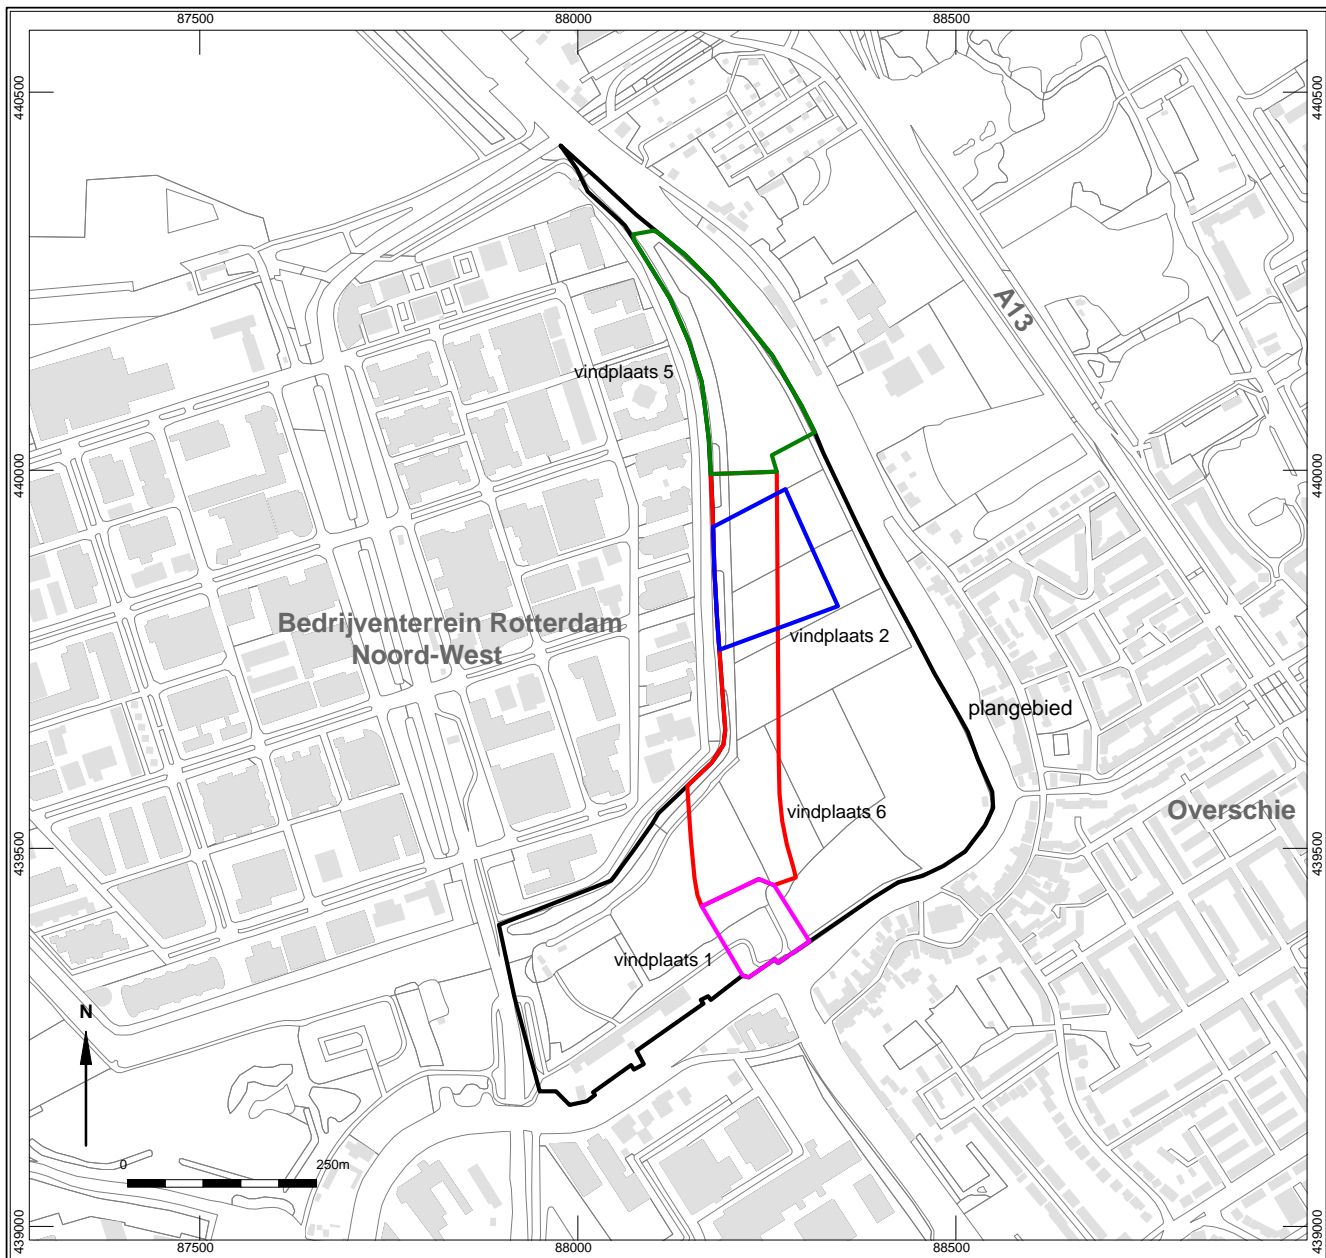 87500
88000
88500
440500
440500
A13
vindplaats 5
440000
440000
Bedrijventerrein Rotterdam
Noord-West
vindplaats 2
plangebied
vindplaats 6
Overschie
439500
439500
vindplaats 1
N
0
250m
439000
439000
87500
88000
88500